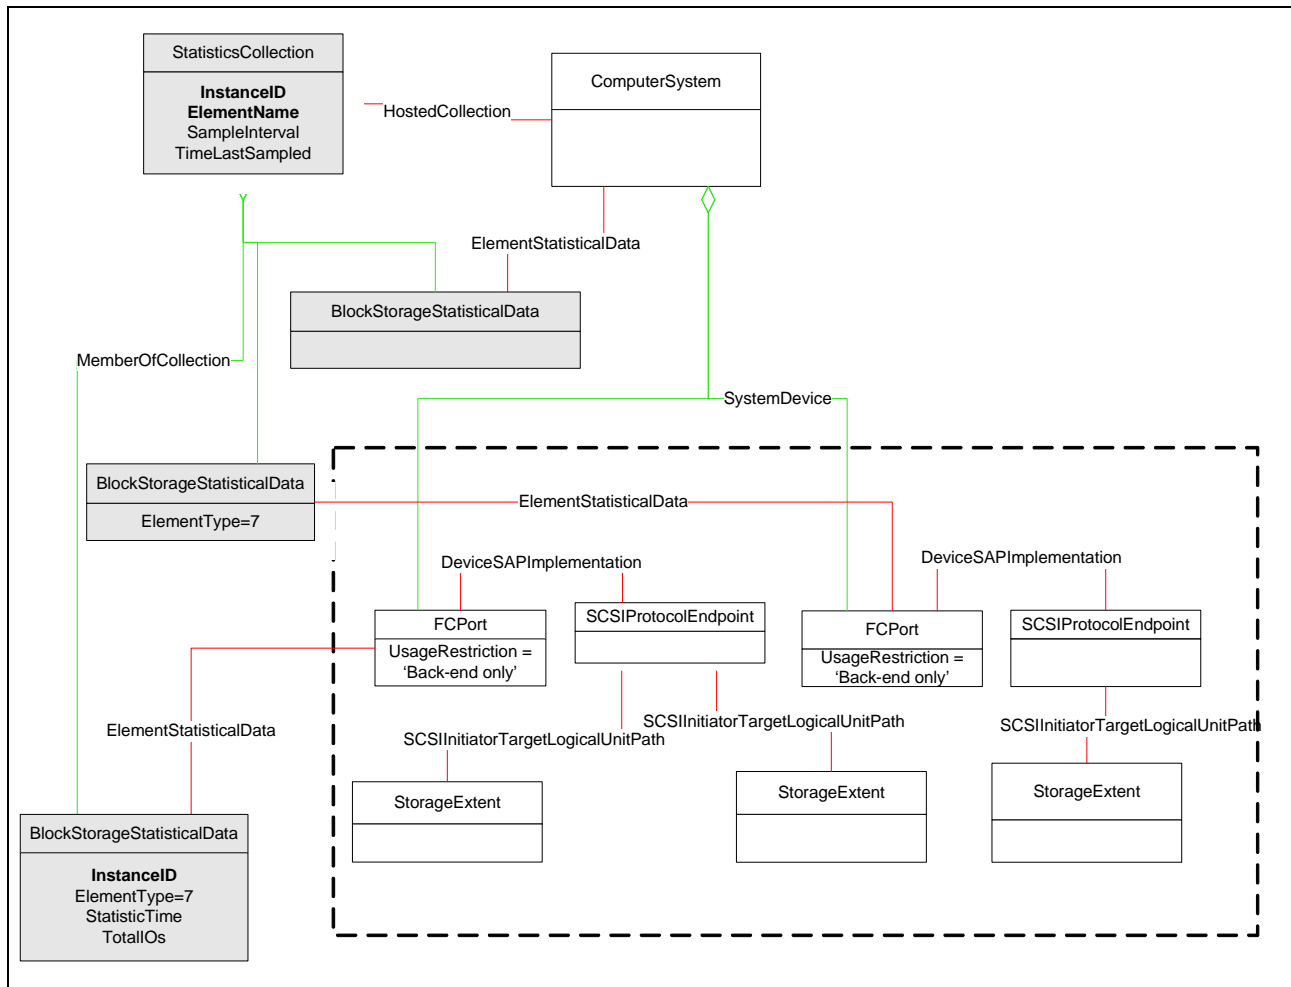 StatisticsCollection
InstanceID
ElementName
SampleInterval
TimeLastSampled
HostedCollection
ComputerSystem
ElementStatisticalData
BlockStorageStatisticalData
MemberOfCollection
SystemDevice
BlockStorageStatisticalData
ElementType=7
ElementStatisticalData
DeviceSAPImplementation
DeviceSAPImplementation
FCPort
UsageRestriction =
‘Back-end only’
SCSIProtocolEndpoint
FCPort
UsageRestriction =
‘Back-end only’
SCSIProtocolEndpoint
ElementStatisticalData
SCSIInitiatorTargetLogicalUnitPath
SCSIInitiatorTargetLogicalUnitPath
SCSIInitiatorTargetLogicalUnitPath
StorageExtent
StorageExtent
StorageExtent
BlockStorageStatisticalData
InstanceID
ElementType=7
StatisticTime
TotalIOs